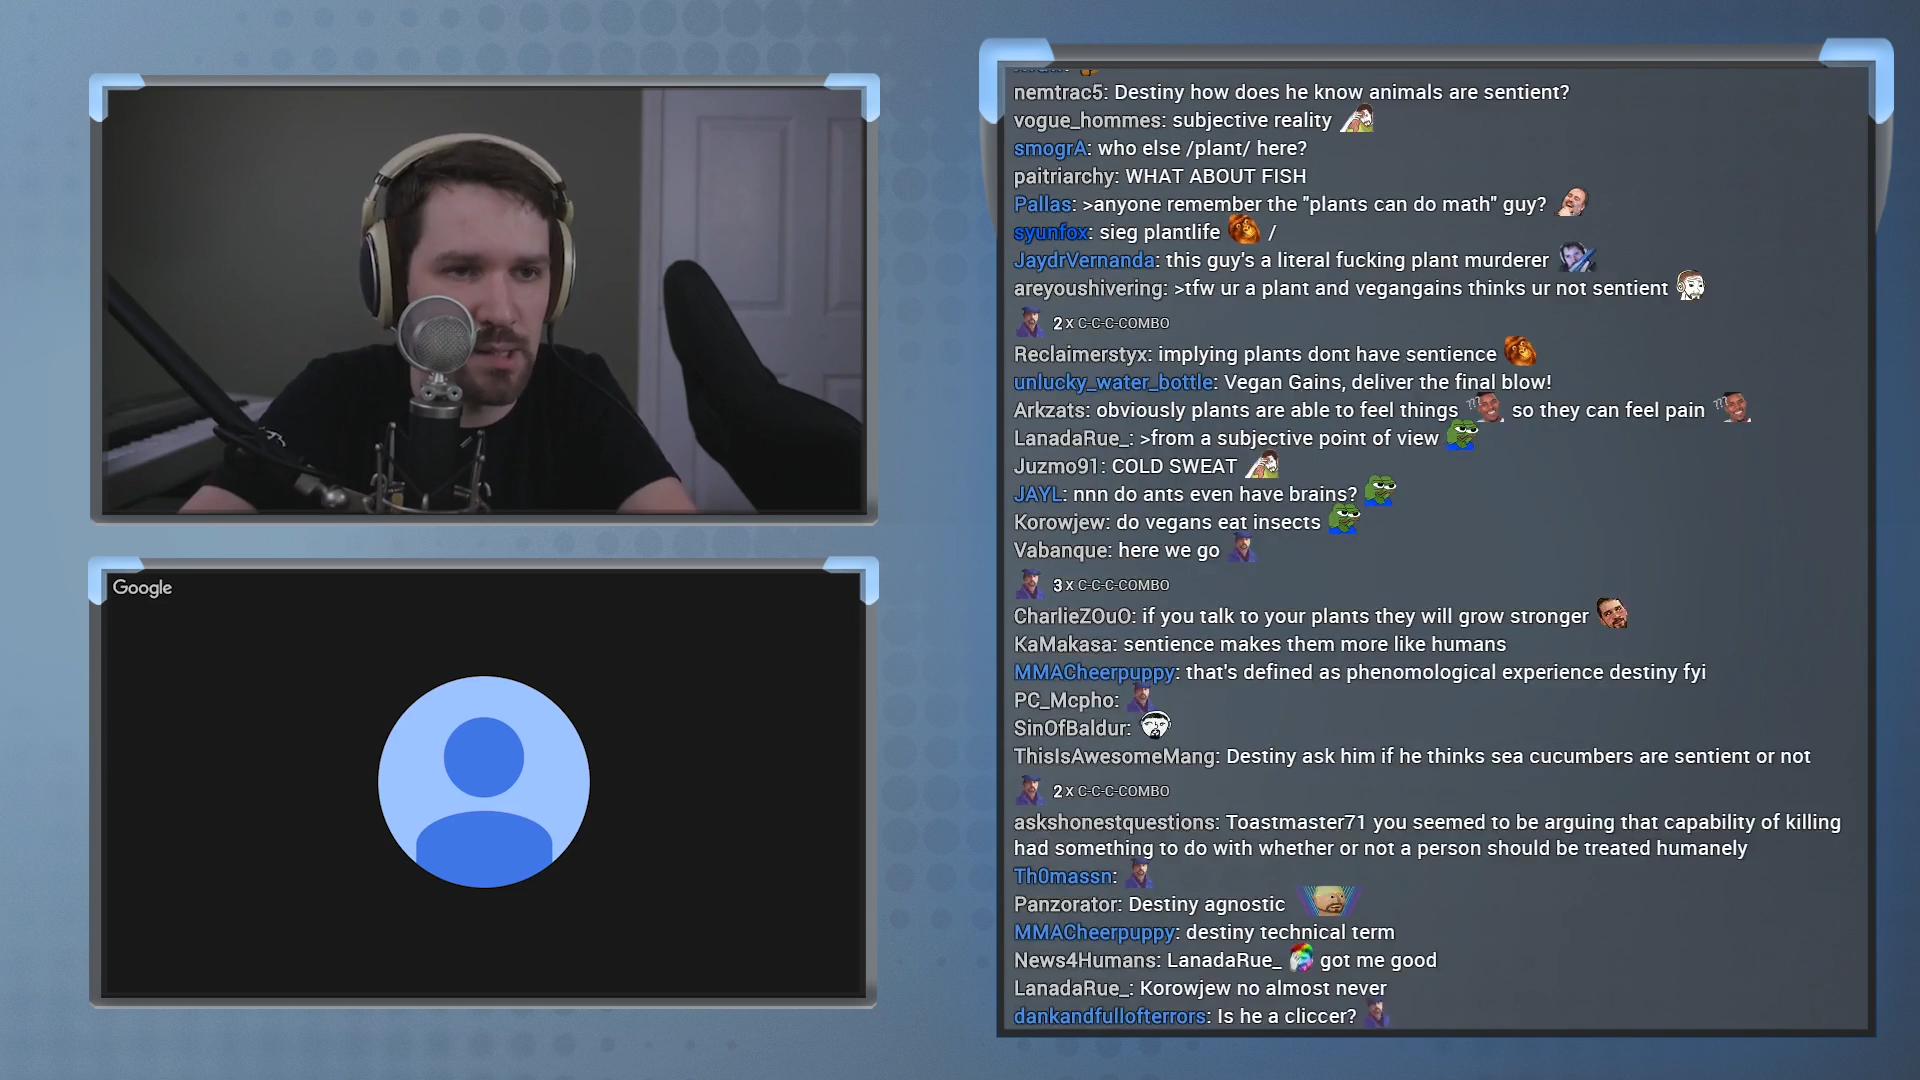 Google
nemtrac5: Destiny how does he know animals are sentient?
vogue_hommes: subjective reality
smogrA: who else /plant/ here?
paitriarchy: WHAT ABOUT FISH
Pallas: >anyone remember the "plants can do math" guy?
syunfox: sieg plantlife /
JaydrVernanda: this guy's a literal fucking plant murderer
areyoushivering: >tfw ur a plant and vegangains thinks ur not sentient
2x C-C-C-COMBO
Reclaimerstyx: implying plants dont have sentience
unlucky_water_bottle: Vegan Gains, deliver the final blow!
Arkzats: obviously plants are able to feel things so they can feel pain
LanadaRue_: >from a subjective point of view
Juzmo91: COLD SWEAT
JAYL: nnn do ants even have brains?
Korowjew: do vegans eat insects
Vabanque: here we go
3x C-C-C-COMBO
CharlieZOuO: if you talk to your plants they will grow stronger
KaMakasa: sentience makes them more like humans
MMACheerpuppy: that's defined as phenomological experience destiny fyi
PC_Mcpho:
SinOfBaldur:
ThisIsAwesomeMang: Destiny ask him if he thinks sea cucumbers are sentient or not
2x C-C-C-COMBO
askshonestquestions: Toastmaster71 you seemed to be arguing that capability of killing
had something to do with whether or not a person should be treated humanely
Th0massn:
Panzorator: Destiny agnostic
MMACheerpuppy: destiny technical term
News4Humans: LanadaRue_ got me good
LanadaRue_: Korowjew no almost never
dankandfullofterrors: Is he a cliccer?